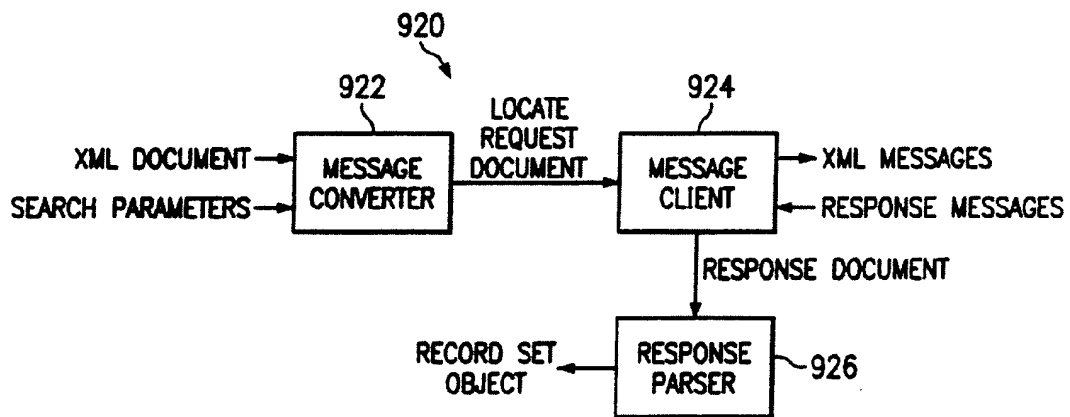 920
922
924
LOCATE
REQUEST
DOCUMENT
XML DOCUMENT
SEARCH PARAMETERS
MESSAGE
CONVERTER
MESSAGE
CLIENT
XML MESSAGES
RESPONSE MESSAGES
RESPONSE DOCUMENT
RECORD SET
OBJECT
RESPONSE
PARSER
926